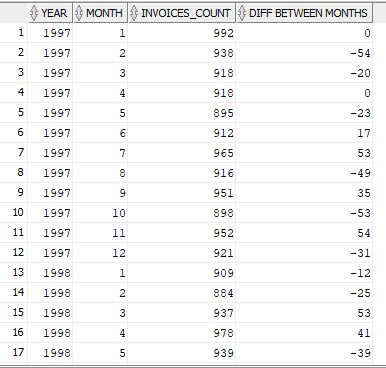 YEAR MONTH INVOICES_COUNT DIFF BETWEEN MONTHS
1 1997 1 992 0
2 1997 2 938 -54
3 1997 3 918 -20
4 1997 4 918 0
5 1997 5 895 -23
6 1997 6 912 17
7 1997 7 965 53
8 1997 8 916 -49
9 1997 9 951 35
10 1997 10 898 -53
11 1997 11 952 54
12 1997 12 921 -31
13 1998 1 909 -12
14 1998 2 884 -25
15 1998 3 937 53
16 1998 4 978 41
17 1998 5 939 -39